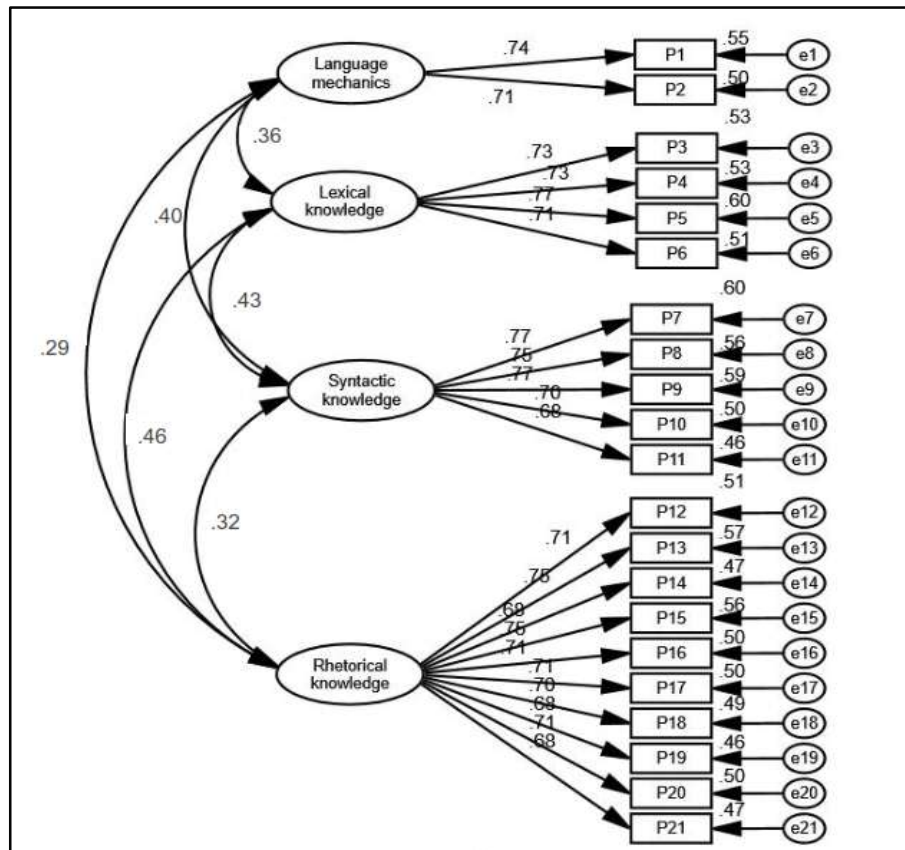 .55
.74
Language
mechanics
P1
e1
.50
P2
e2
.71
.53
.36
.73
P3
e3
.73
.53
P4
e4
Lexical
knowledge
.77
.60
P5
e5
.40
.71
.51
P6
e6
.60
.43
P7
e7
.77
.56
.29
.75
P8
e8
Syntactic
knowledge
.77
.59
P9
e9
.70
.50
P10
e10
.68
.46
P11
e11
.46
.51
.32
P12
e12
.71
.57
P13
e13
.75
.47
P14
e14
.68
.56
P15
e15
.75
.71
.50
P16
e16
Rhetorical
knowledge
.71
.50
P17
e17
.70
.49
P18
e18
.68
.46
P19
e19
.71
.50
P20
e20
.68
.47
P21
e21